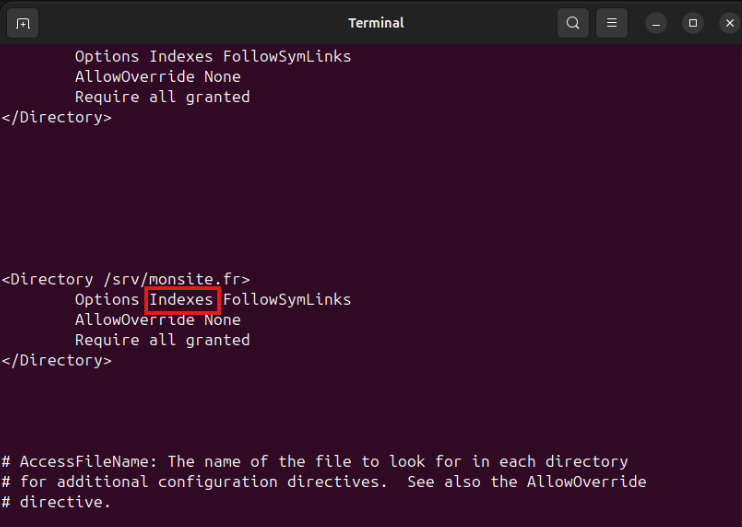 Terminal
Options Indexes FollowSymLinks
AllowOverride None
Require all granted
</Directory>
<Directory /srv/monsite.fr>
Options Indexes FollowSymLinks
AllowOverride None
Require all granted
</Directory>
# AccessFileName: The name of the file to look for in each directory
# for additional configuration directives.  See also the AllowOverride
# directive.